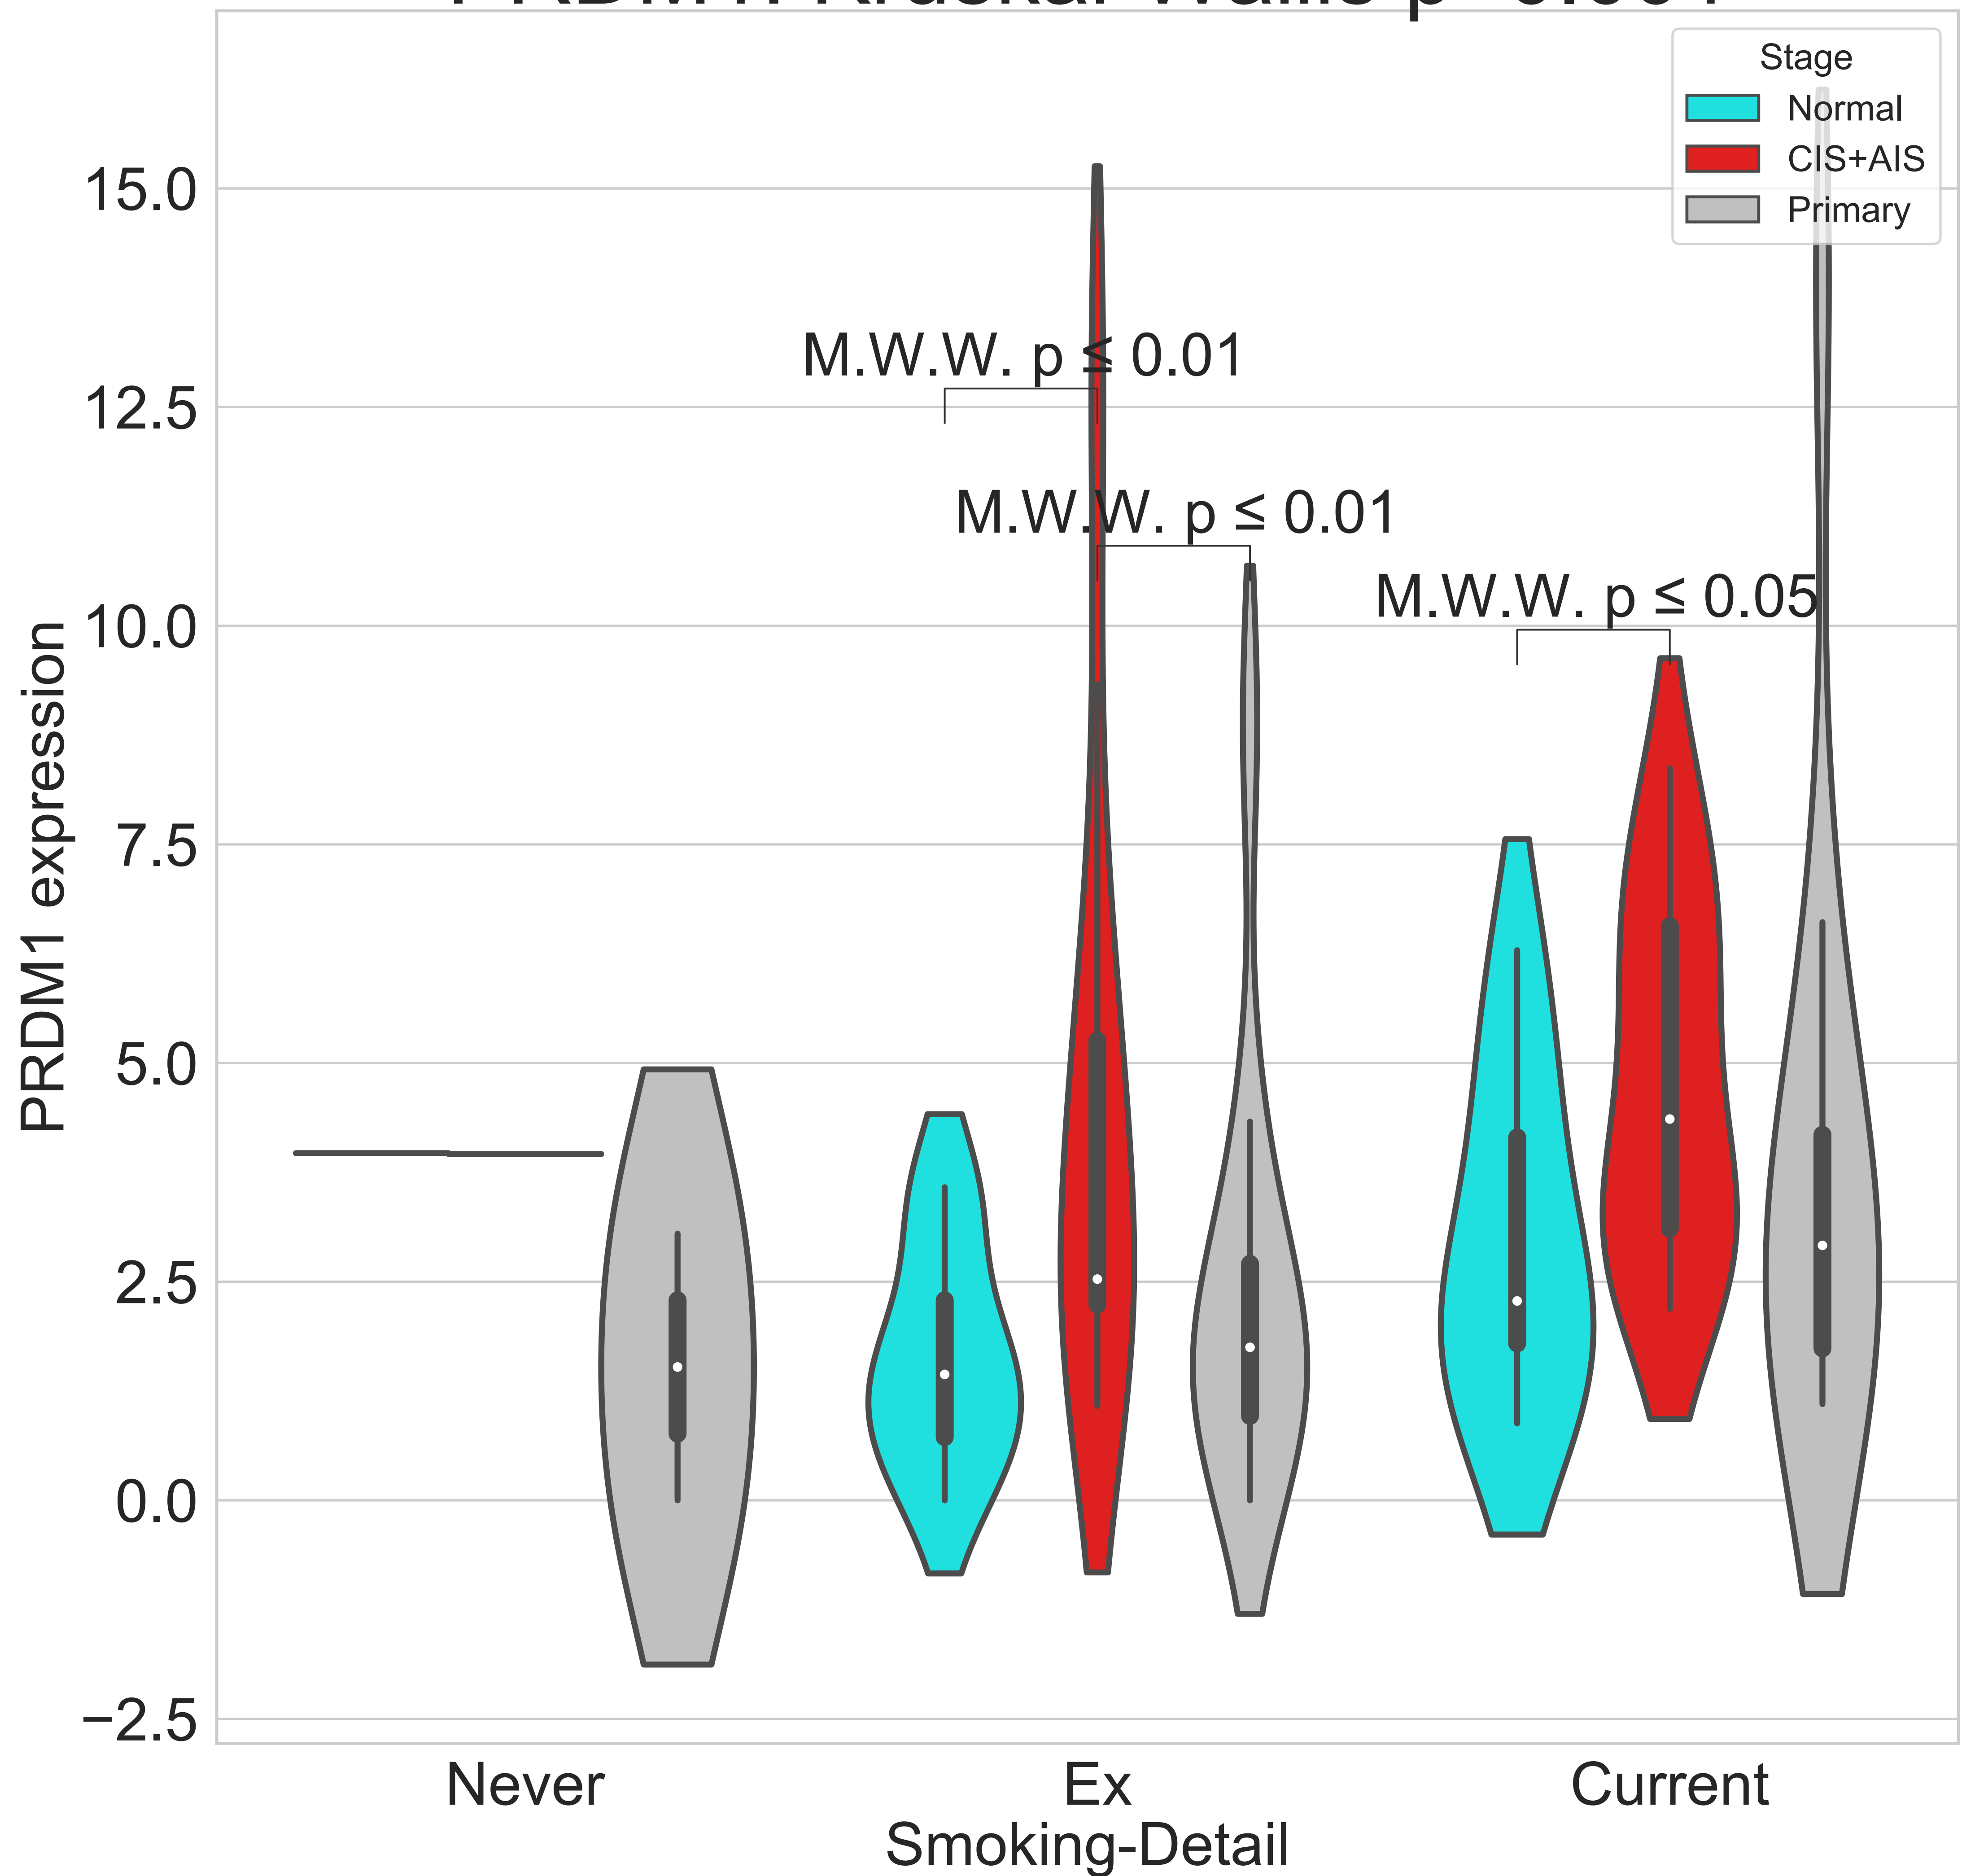 Stage
Normal
CIS+AIS
Primary
15.0
12.5
10.0
7.5
5.0
2.5
0.0
−2.5
PRDM1 expression
M.W.W. p ≤ 0.01
M.W.W. p ≤ 0.01
M.W.W. p ≤ 0.05
Never
Ex
Current
Smoking-Detail